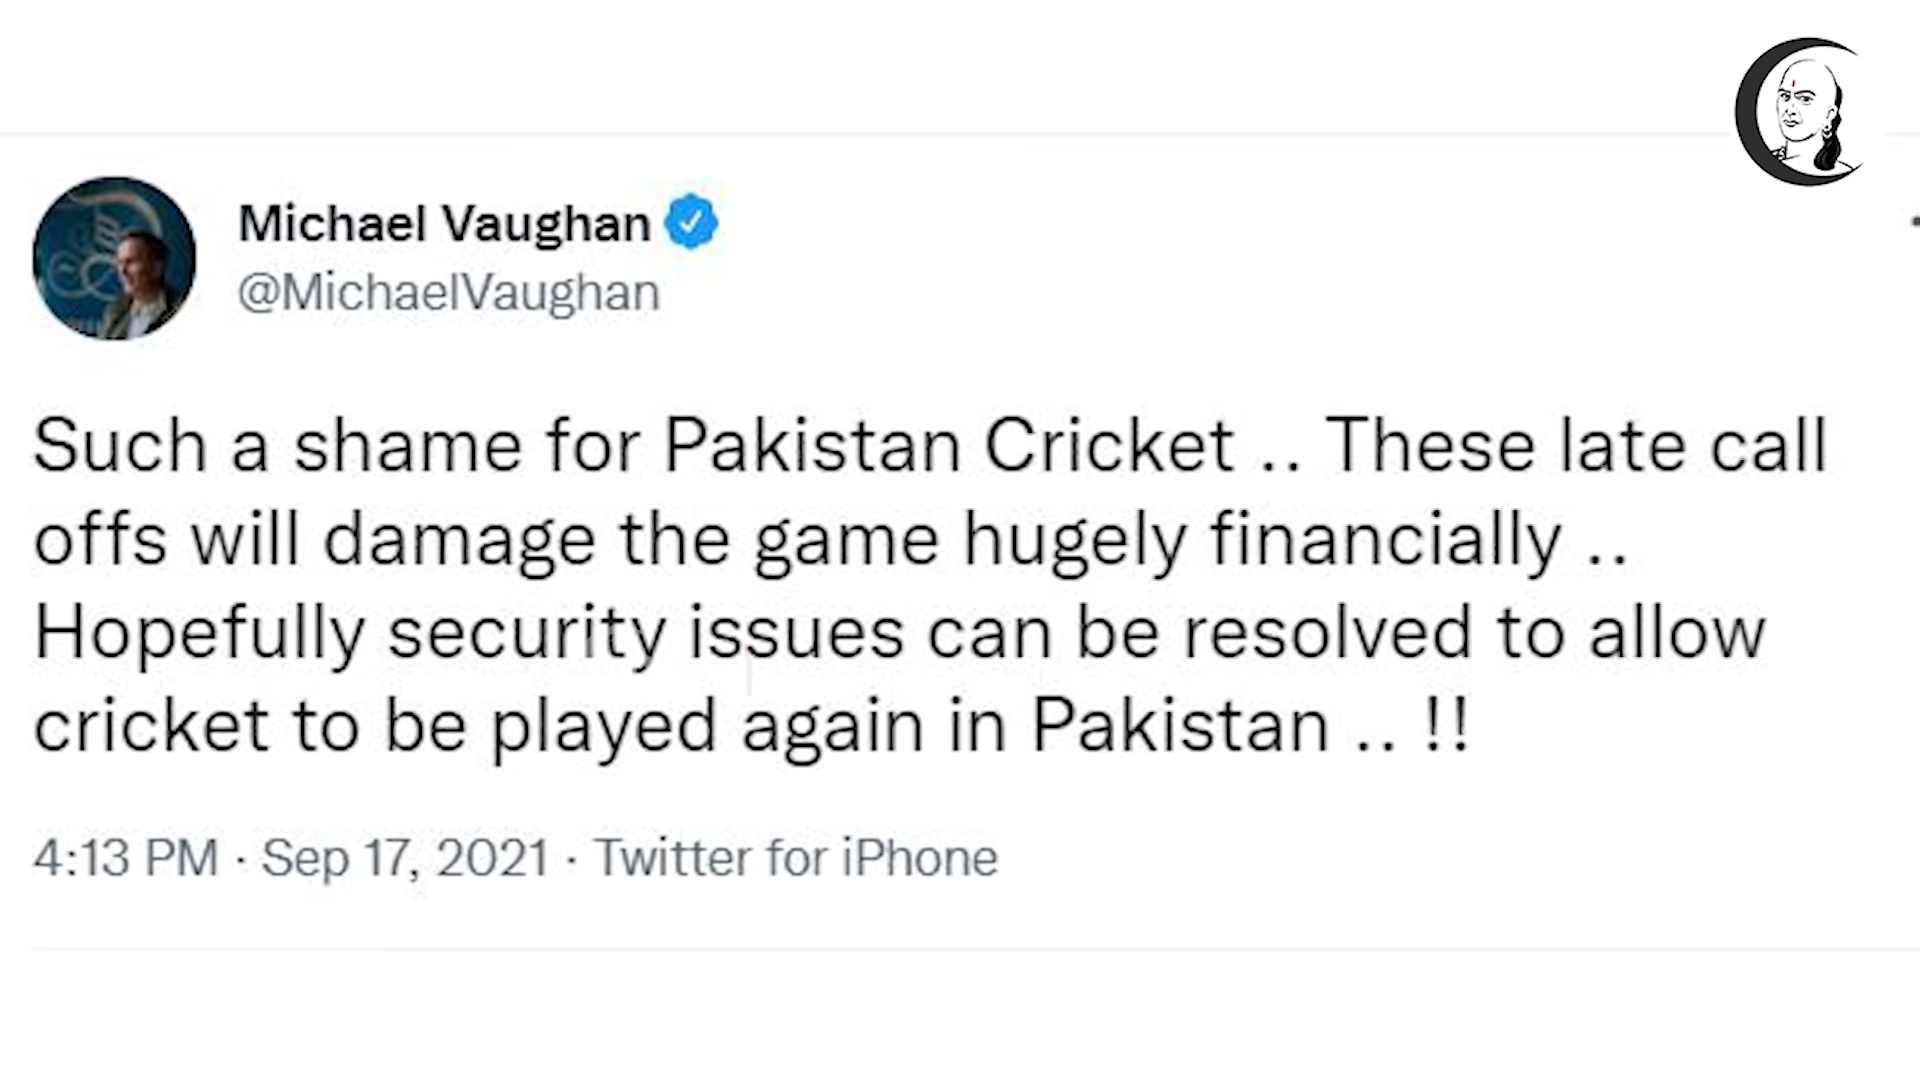 Michael Vaughan
@MichaelVaughan
Such a shame for Pakistan Cricket .. These late call
offs will damage the game hugely financially ..
Hopefully security issues can be resolved to allow
cricket to be played again in Pakistan .. !!
4:13 PM · Sep 17, 2021 · Twitter for iPhone